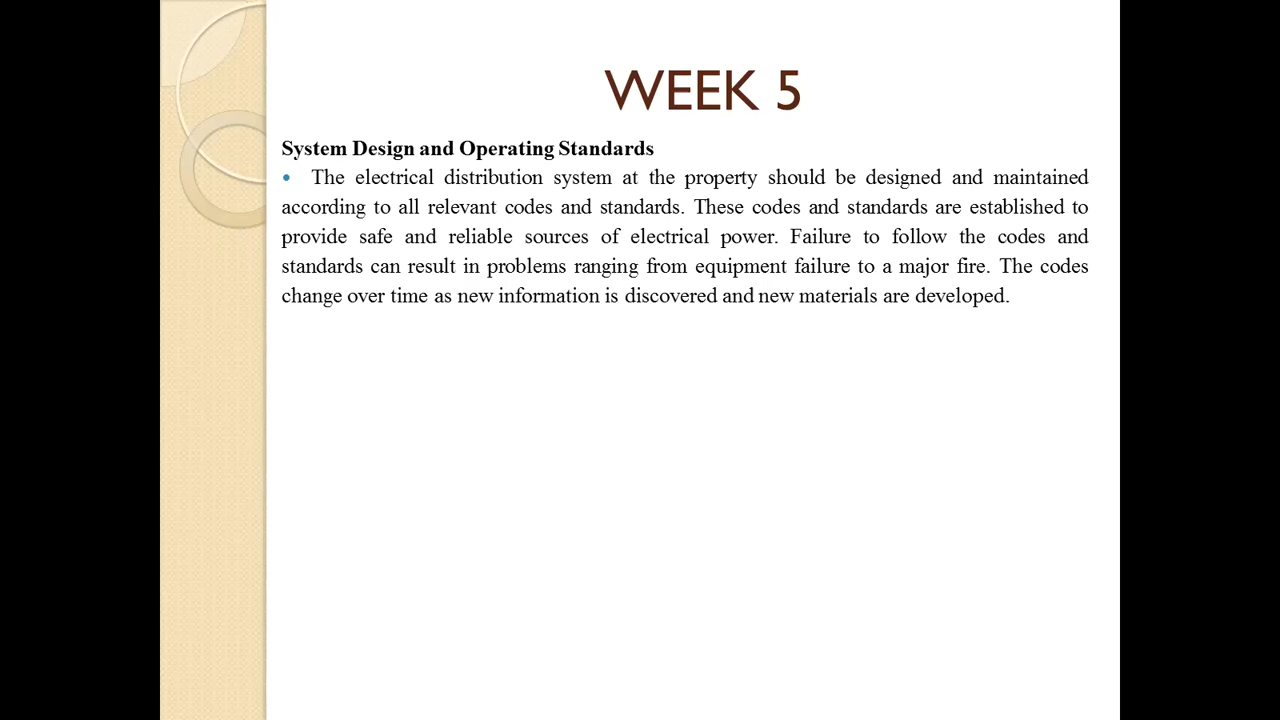 WEEK 5
System Design and Operating Standards
• The electrical distribution system at the property should be designed and maintained
according to all relevant codes and standards. These codes and standards are established to
provide safe and reliable sources of electrical power. Failure to follow the codes and
standards can result in problems ranging from equipment failure to a major fire. The codes
change over time as new information is discovered and new materials are developed.